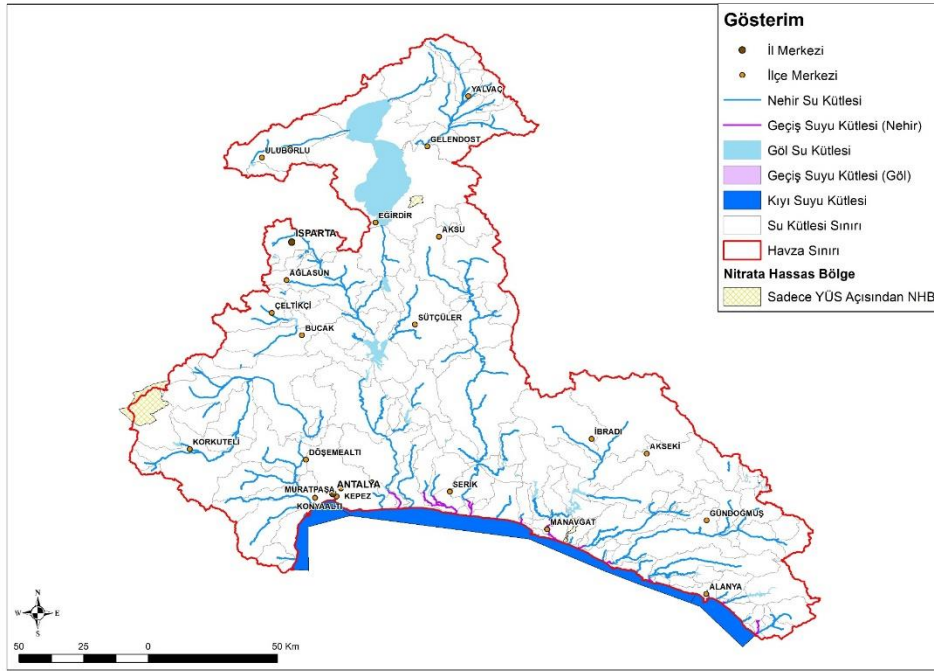 Gösterim
İl Merkezi
İlçe Merkezi
Nehir Su Kütlesi
Geçiş Suyu Kütlesi (Nehir)
Göl Su Kütlesi
Geçiş Suyu Kütlesi (Göl)
Kıyı Suyu Kütlesi
Su Kütlesi Sınırı
Havza Sınırı
Nitrata Hassas Bölge
Sadece YÜS Açısından NHB
YALVAÇ
GELENDOST
ULUBORLU
EĞİRDİR
AKSU
ISPARTA
AĞLASUN
ÇELTİKÇİ
SÜTÇÜLER
BUCAK
İBRADI
KORKUTELİ
AKSEKİ
DÖŞEMEALTI
ANTALYA
MURATPAŞA
KEPEZ
SERİK
KONYAALTI
GÜNDOĞMUŞ
MANAVGAT
ALANYA
N
W E
S
50 25 0 50 Km